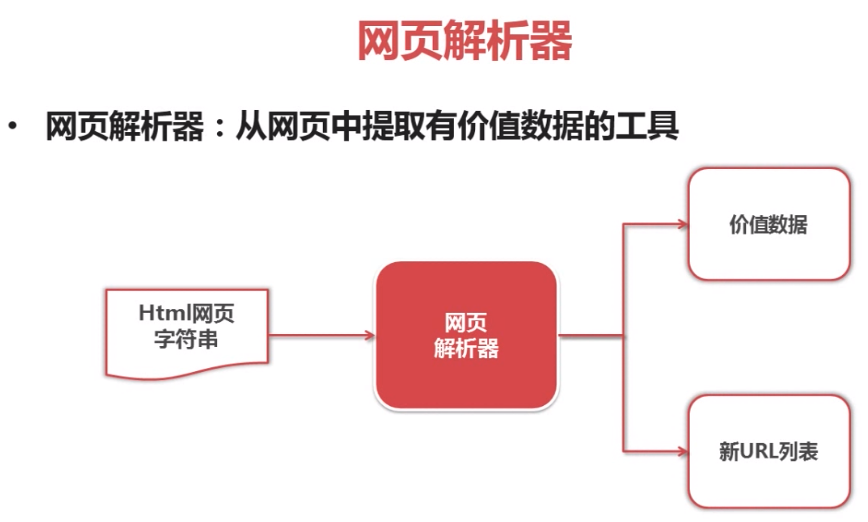 网页解析器
• 网页解析器：从网页中提取有价值数据的工具
价值数据
Html网页
字符串
网页
解析器
新URL列表